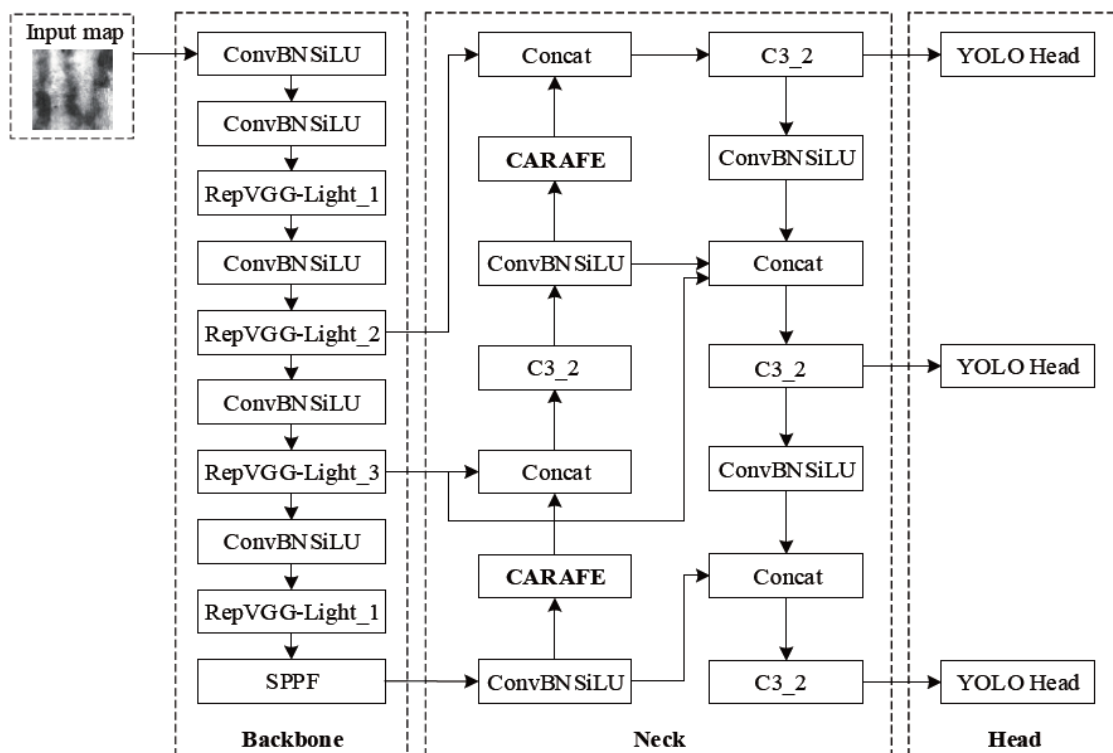 Input map
ConvBNSiLU
ConvBNSiLU
RepVGG-Light_1
ConvBNSiLU
RepVGG-Light_2
ConvBNSiLU
RepVGG-Light_3
ConvBNSiLU
RepVGG-Light_1
SPPF
Backbone
Concat
CARAFE
ConvBNSiLU
C3_2
Concat
CARAFE
ConvBNSiLU
C3_2
ConvBNSiLU
Concat
C3_2
ConvBNSiLU
Concat
C3_2
Neck
YOLO Head
YOLO Head
YOLO Head
Head